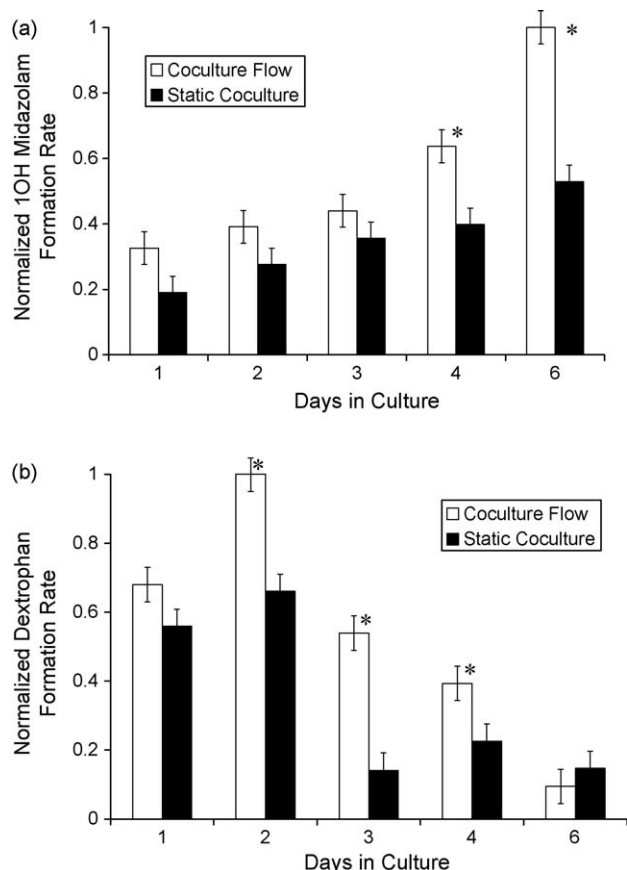 (a)
Normalized 1OH Midazolam
Formation Rate
1
0.8
0.6
0.4
0.2
0
Coculture Flow
Static Coculture
*
*
1 2 3 4 6
Days in Culture
(b)
Normalized Dextrophan
Formation Rate
1
0.8
0.6
0.4
0.2
0
*
*
*
Coculture Flow
Static Coculture
1 2 3 4 6
Days in Culture